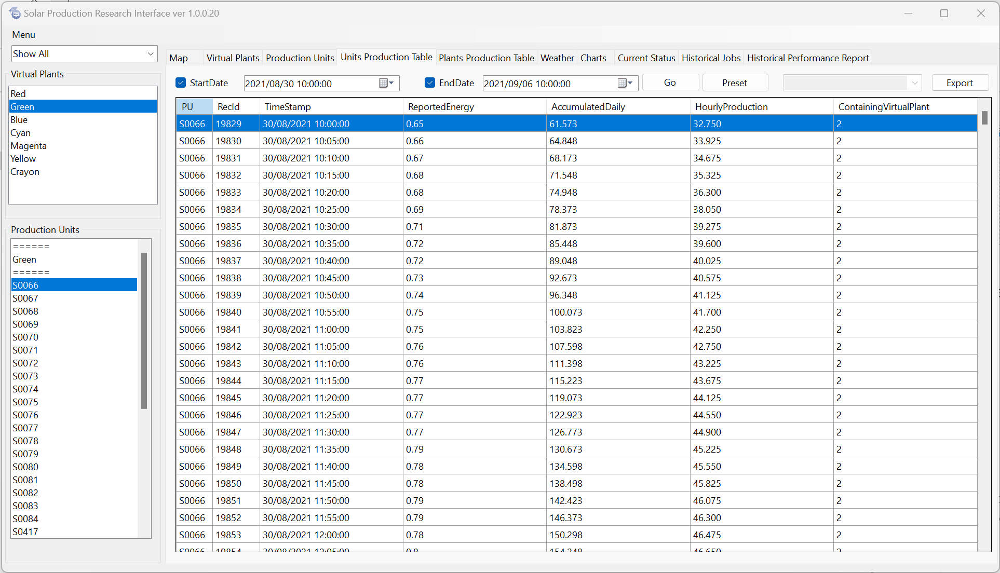 Solar Production Research Interface ver 1.0.0.20
Menu
Show All
Virtual Plants
Red
Green
Blue
Cyan
Magenta
Yellow
Crayon
Production Units
======
Green
======
S0066
S0067
S0068
S0069
S0070
S0071
S0072
S0073
S0074
S0075
S0076
S0077
S0078
S0079
S0080
S0081
S0082
S0083
S0084
S0417
Map Virtual Plants Production Units Units Production Table Plants Production Table Weather Charts Current Status Historical Jobs Historical Performance Report
StartDate 2021/08/30 10:00:00 EndDate 2021/09/06 10:00:00 Go Preset Export
PU RecId TimeStamp ReportedEnergy AccumulatedDaily HourlyProduction ContainingVirtualPlant
S0066 19829 30/08/2021 10:00:00 0.65 61.573 32.750 2
S0066 19830 30/08/2021 10:05:00 0.66 64.848 33.925 2
S0066 19831 30/08/2021 10:10:00 0.67 68.173 34.675 2
S0066 19832 30/08/2021 10:15:00 0.68 71.548 35.325 2
S0066 19833 30/08/2021 10:20:00 0.68 74.948 36.300 2
S0066 19834 30/08/2021 10:25:00 0.69 78.373 38.050 2
S0066 19835 30/08/2021 10:30:00 0.71 81.873 39.275 2
S0066 19836 30/08/2021 10:35:00 0.72 85.448 39.600 2
S0066 19837 30/08/2021 10:40:00 0.72 89.048 40.025 2
S0066 19838 30/08/2021 10:45:00 0.73 92.673 40.575 2
S0066 19839 30/08/2021 10:50:00 0.74 96.348 41.125 2
S0066 19840 30/08/2021 10:55:00 0.75 100.073 41.700 2
S0066 19841 30/08/2021 11:00:00 0.75 103.823 42.250 2
S0066 19842 30/08/2021 11:05:00 0.76 107.598 42.750 2
S0066 19843 30/08/2021 11:10:00 0.76 111.398 43.225 2
S0066 19844 30/08/2021 11:15:00 0.77 115.223 43.675 2
S0066 19845 30/08/2021 11:20:00 0.77 119.073 44.125 2
S0066 19846 30/08/2021 11:25:00 0.77 122.923 44.550 2
S0066 19847 30/08/2021 11:30:00 0.77 126.773 44.900 2
S0066 19848 30/08/2021 11:35:00 0.79 130.673 45.225 2
S0066 19849 30/08/2021 11:40:00 0.78 134.598 45.550 2
S0066 19850 30/08/2021 11:45:00 0.78 138.498 45.825 2
S0066 19851 30/08/2021 11:50:00 0.79 142.423 46.075 2
S0066 19852 30/08/2021 11:55:00 0.79 146.373 46.300 2
S0066 19853 30/08/2021 12:00:00 0.78 150.298 46.475 2
S0066 19854 30/08/2021 12:05:00 0.8 154.248 46.650 2